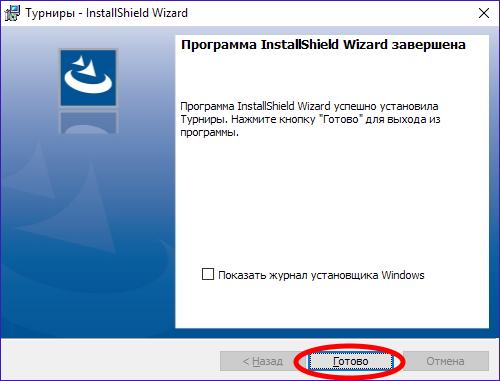 Турниры - InstallShield Wizard
Программа InstallShield Wizard завершена
Программа InstallShield Wizard успешно установила
Турниры. Нажмите кнопку "Готово" для выхода из
программы.
Показать журнал установщика Windows
< Назад
Готово
Отмена